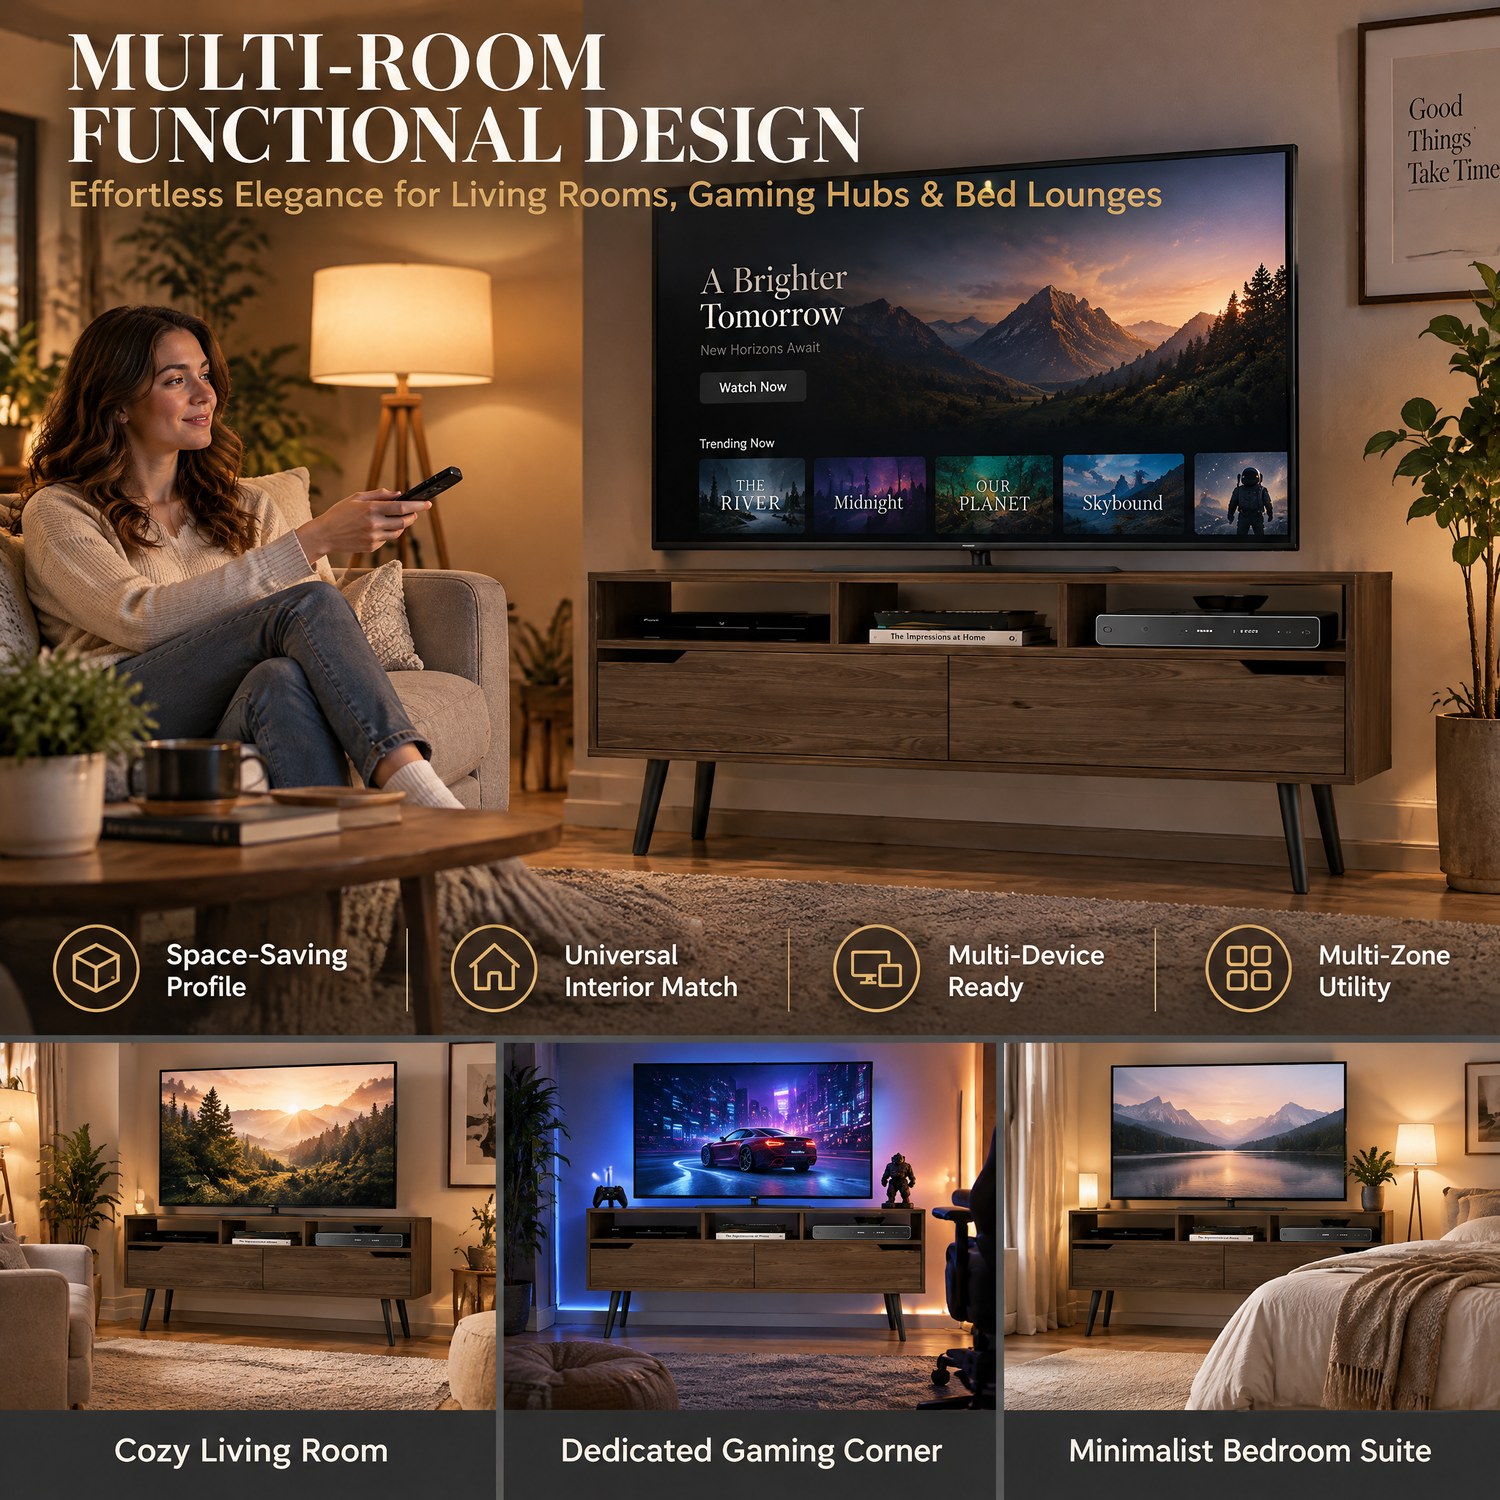 MULTI-ROOM
FUNCTIONAL DESIGN
Effortless Elegance for Living Rooms, Gaming Hubs & Bed Lounges
Good
Things
Take Time
A Brighter
Tomorrow
New Horizons Await
Watch Now
Trending Now
THE
RIVER
Midnight
OUR
PLANET
Skybound
The Impressions at Home
Space-Saving
Profile
Universal
Interior Match
Multi-Device
Ready
Multi-Zone
Utility
Cozy Living Room
Dedicated Gaming Corner
Minimalist Bedroom Suite